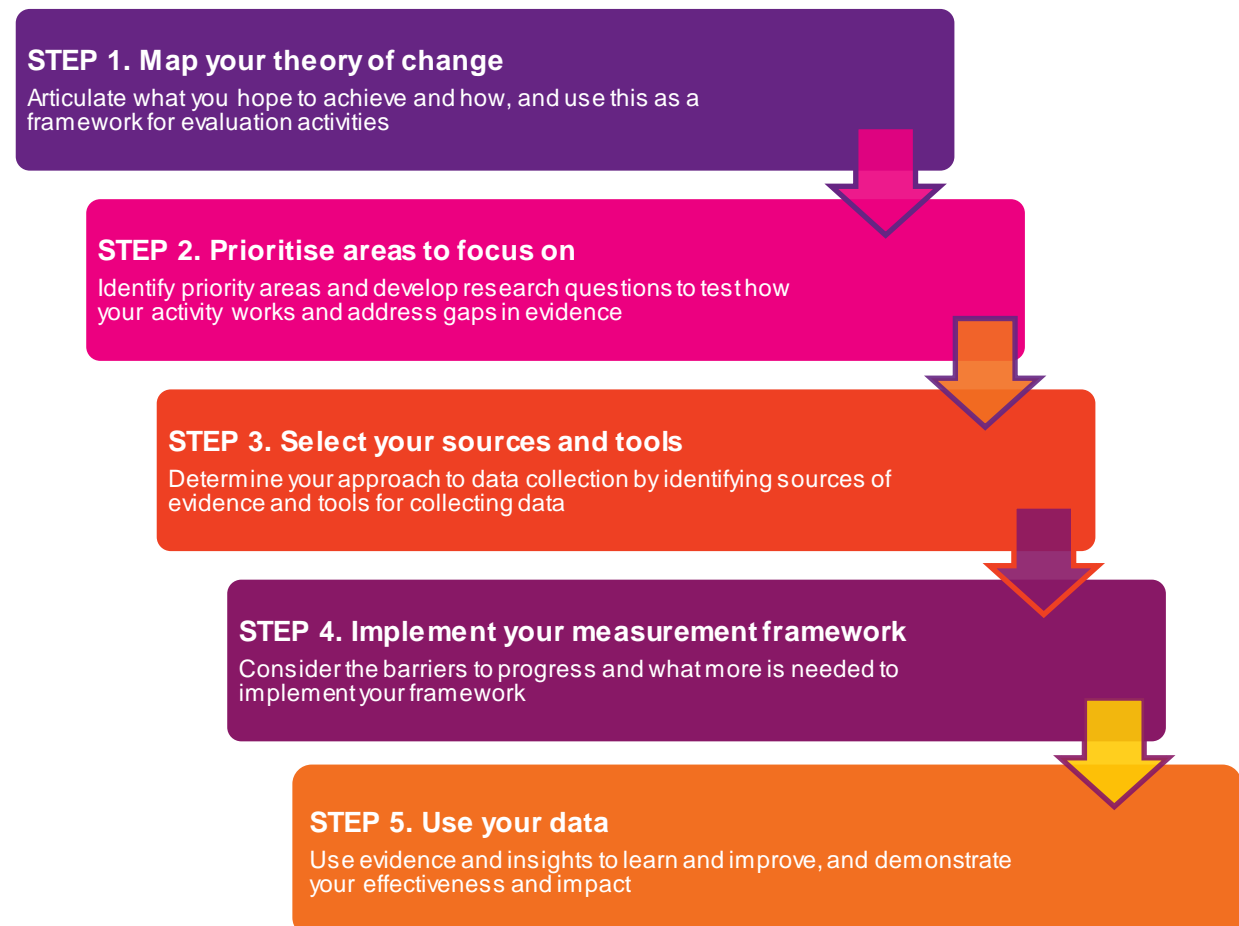 STEP 1. Map your theory of change
Articulate what you hope to achieve and how, and use this as a
framework for evaluation activities
STEP 2. Prioritise areas to focus on
Identify priority areas and develop research questions to test how
your activity works and address gaps in evidence
STEP 3. Select your sources and tools
Determine your approach to data collection by identifying sources of
evidence and tools for collecting data
STEP 4. Implement your measurement framework
Consider the barriers to progress and what more is needed to
implement your framework
STEP 5. Use your data
Use evidence and insights to learn and improve, and demonstrate
your effectiveness and impact